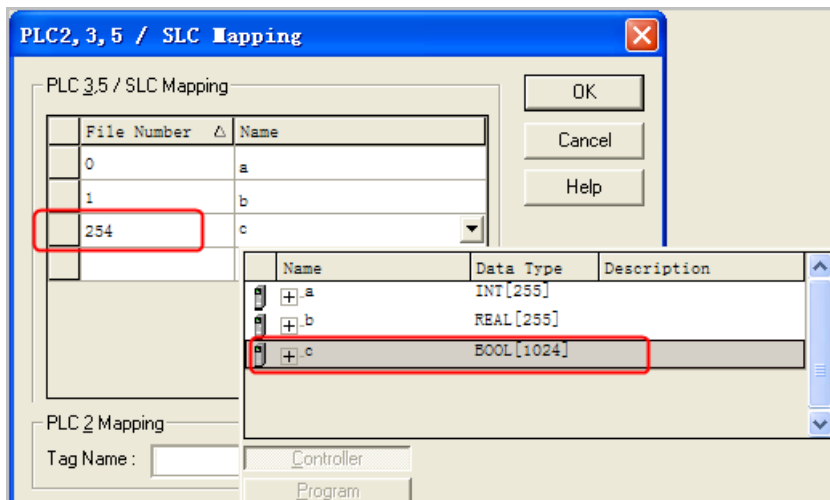 PLC2,3,5 / SLC Mapping
PLC 3,5 / SLC Mapping
OK
File Number Name
Cancel
0 a
Help
1 b
254 c
Name Data Type Description
a INT[255]
b REAL[255]
c BOOL[1024]
PLC 2 Mapping
Tag Name :
Controller
Program